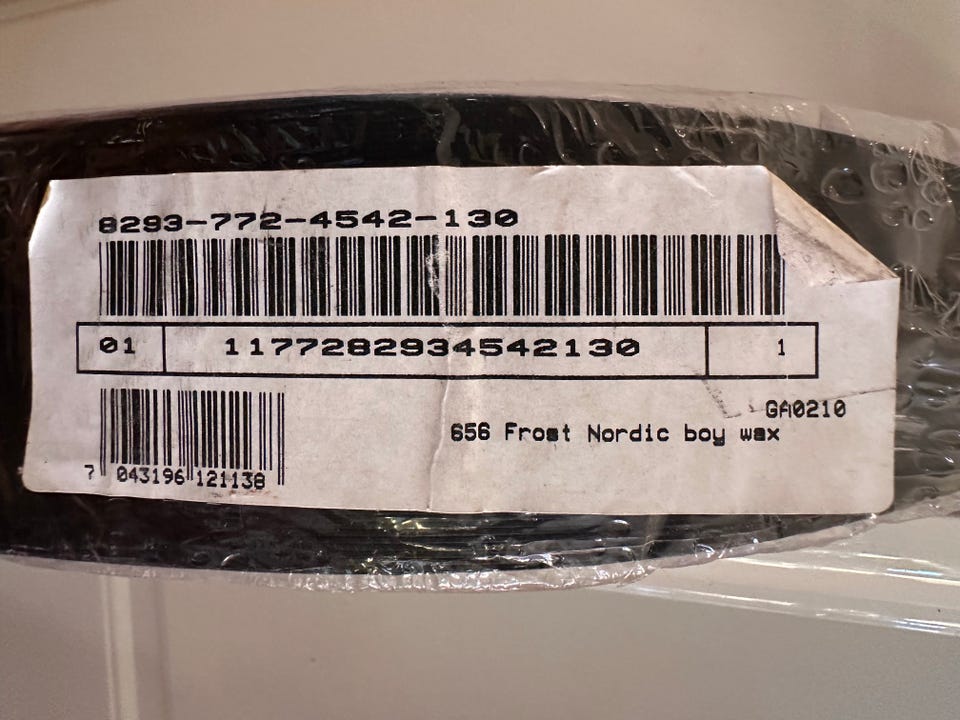 8293-772-4542-130
01 1177282934542130 1
GA0210
656 Frost Nordic boy wax
7 043196 121138